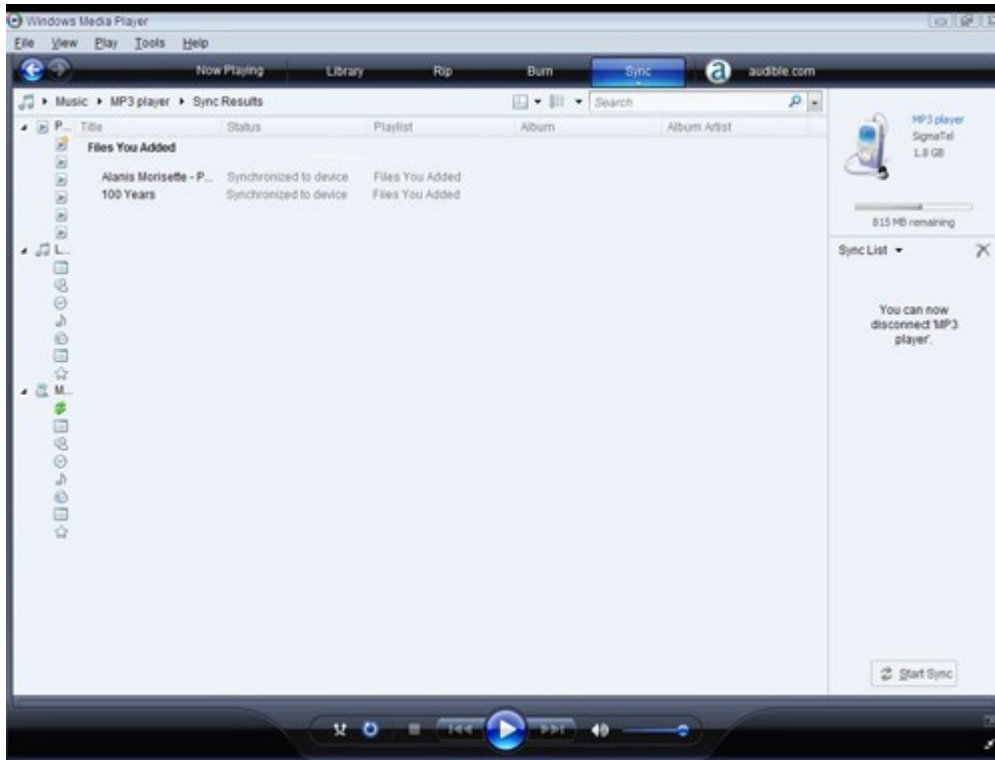 Windows Media Player
File View Play Tools Help
Now Playing Library Rip Burn Sync a audible.com
Music MP3 player Sync Results Search
P... Title Status Playlist Album Album Artist
Files You Added
Alanis Morisette - P... Synchronized to device Files You Added
100 Years Synchronized to device Files You Added
L...
M...
MP3 player
SigmaTel
1.8 GB
815 MB remaining
Sync List
You can now
disconnect 'MP3
player'.
Start Sync